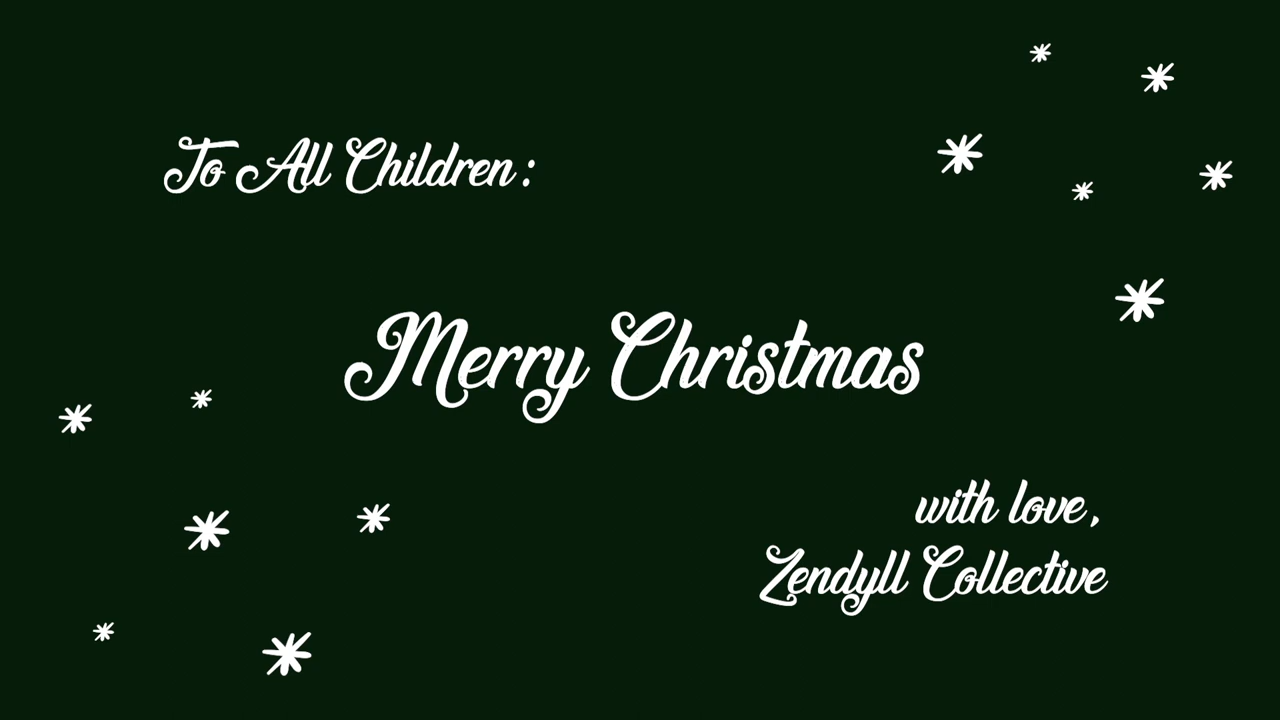 To All Children:
Merry Christmas
with love,
Zendyll Collective